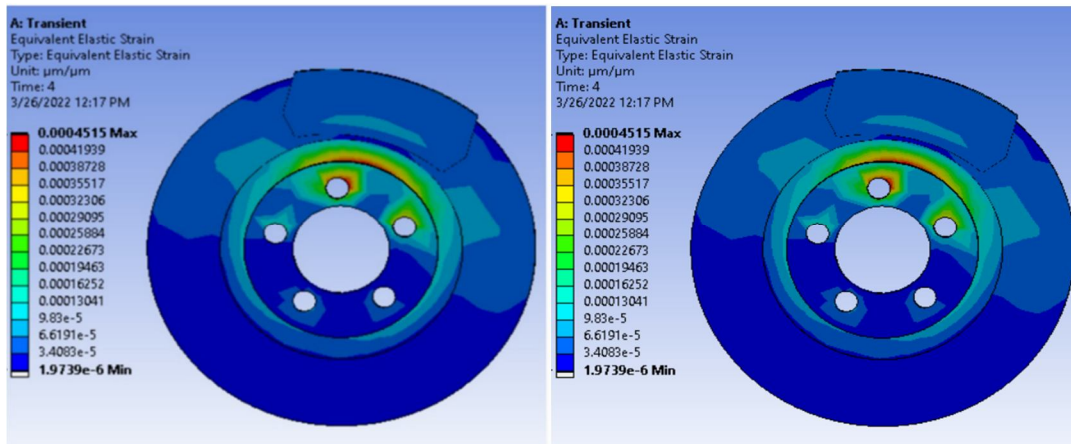 A: Transient
Equivalent Elastic Strain
Type: Equivalent Elastic Strain
Unit: μm/μm
Time: 4
3/26/2022 12:17 PM
0.0004515 Max
0.00041939
0.00038728
0.00035517
0.00032306
0.00029095
0.00025884
0.00022673
0.00019463
0.00016252
0.00013041
9.83e-5
6.6191e-5
3.4083e-5
1.9739e-6 Min
A: Transient
Equivalent Elastic Strain
Type: Equivalent Elastic Strain
Unit: μm/μm
Time: 4
3/26/2022 12:17 PM
0.0004515 Max
0.00041939
0.00038728
0.00035517
0.00032306
0.00029095
0.00025884
0.00022673
0.00019463
0.00016252
0.00013041
9.83e-5
6.6191e-5
3.4083e-5
1.9739e-6 Min